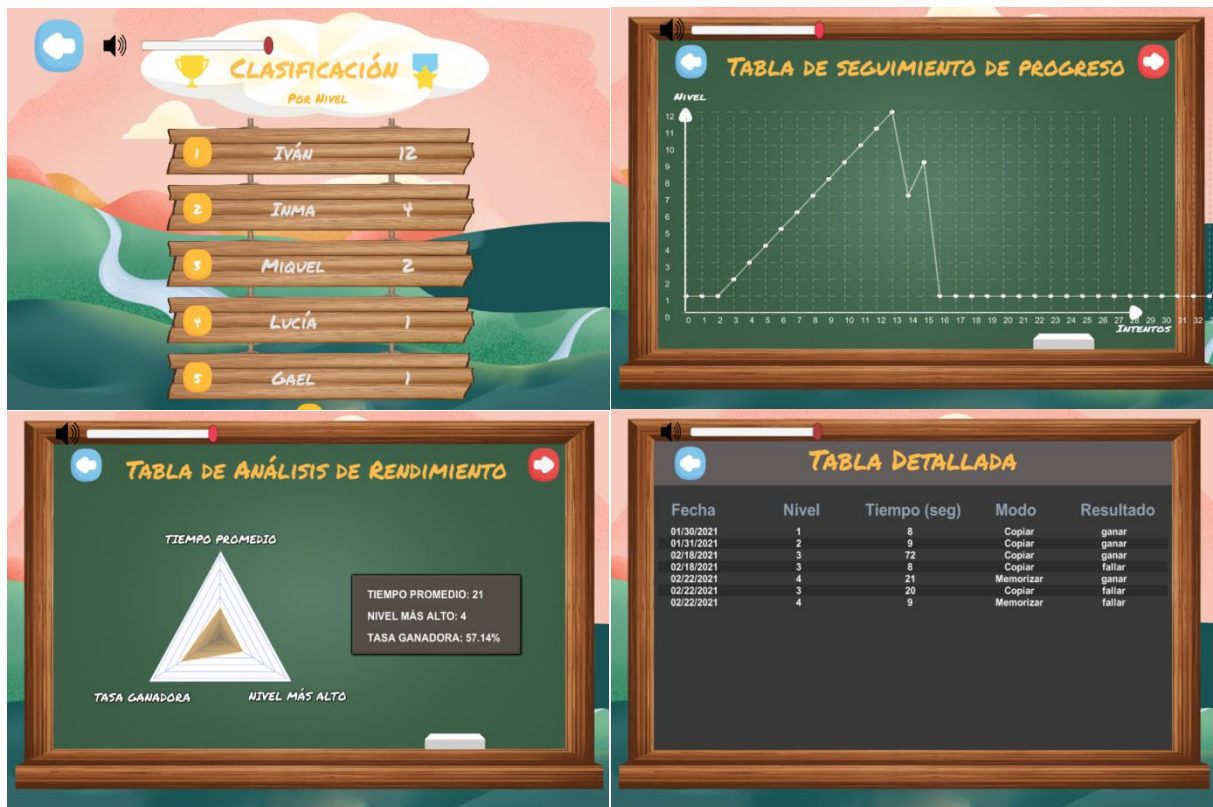 CLASIFICACIÓN
POR NIVEL
1 IVÁN 12
2 INMA 4
3 MIQUEL 2
4 LUCÍA 1
5 GAEL 1
TABLA DE SEGUIMIENTO DE PROGRESO
NIVEL
12
11
10
9
8
7
6
5
4
3
2
1
0
0 1 2 3 4 5 6 7 8 9 10 11 12 13 14 15 16 17 18 19 20 21 22 23 24 25 26 27 28 29 30 31 32
INTENTOS
TABLA DE ANÁLISIS DE RENDIMIENTO
TIEMPO PROMEDIO
TASA GANADORA NIVEL MÁS ALTO
TIEMPO PROMEDIO: 21
NIVEL MÁS ALTO: 4
TASA GANADORA: 57.14%
TABLA DETALLADA
Fecha Nivel Tiempo (seg) Modo Resultado
01/30/2021 1 8 Copiar ganar
01/31/2021 2 9 Copiar ganar
02/18/2021 3 72 Copiar ganar
02/18/2021 3 8 Copiar fallar
02/22/2021 4 21 Memorizar ganar
02/22/2021 3 20 Copiar fallar
02/22/2021 4 9 Memorizar fallar